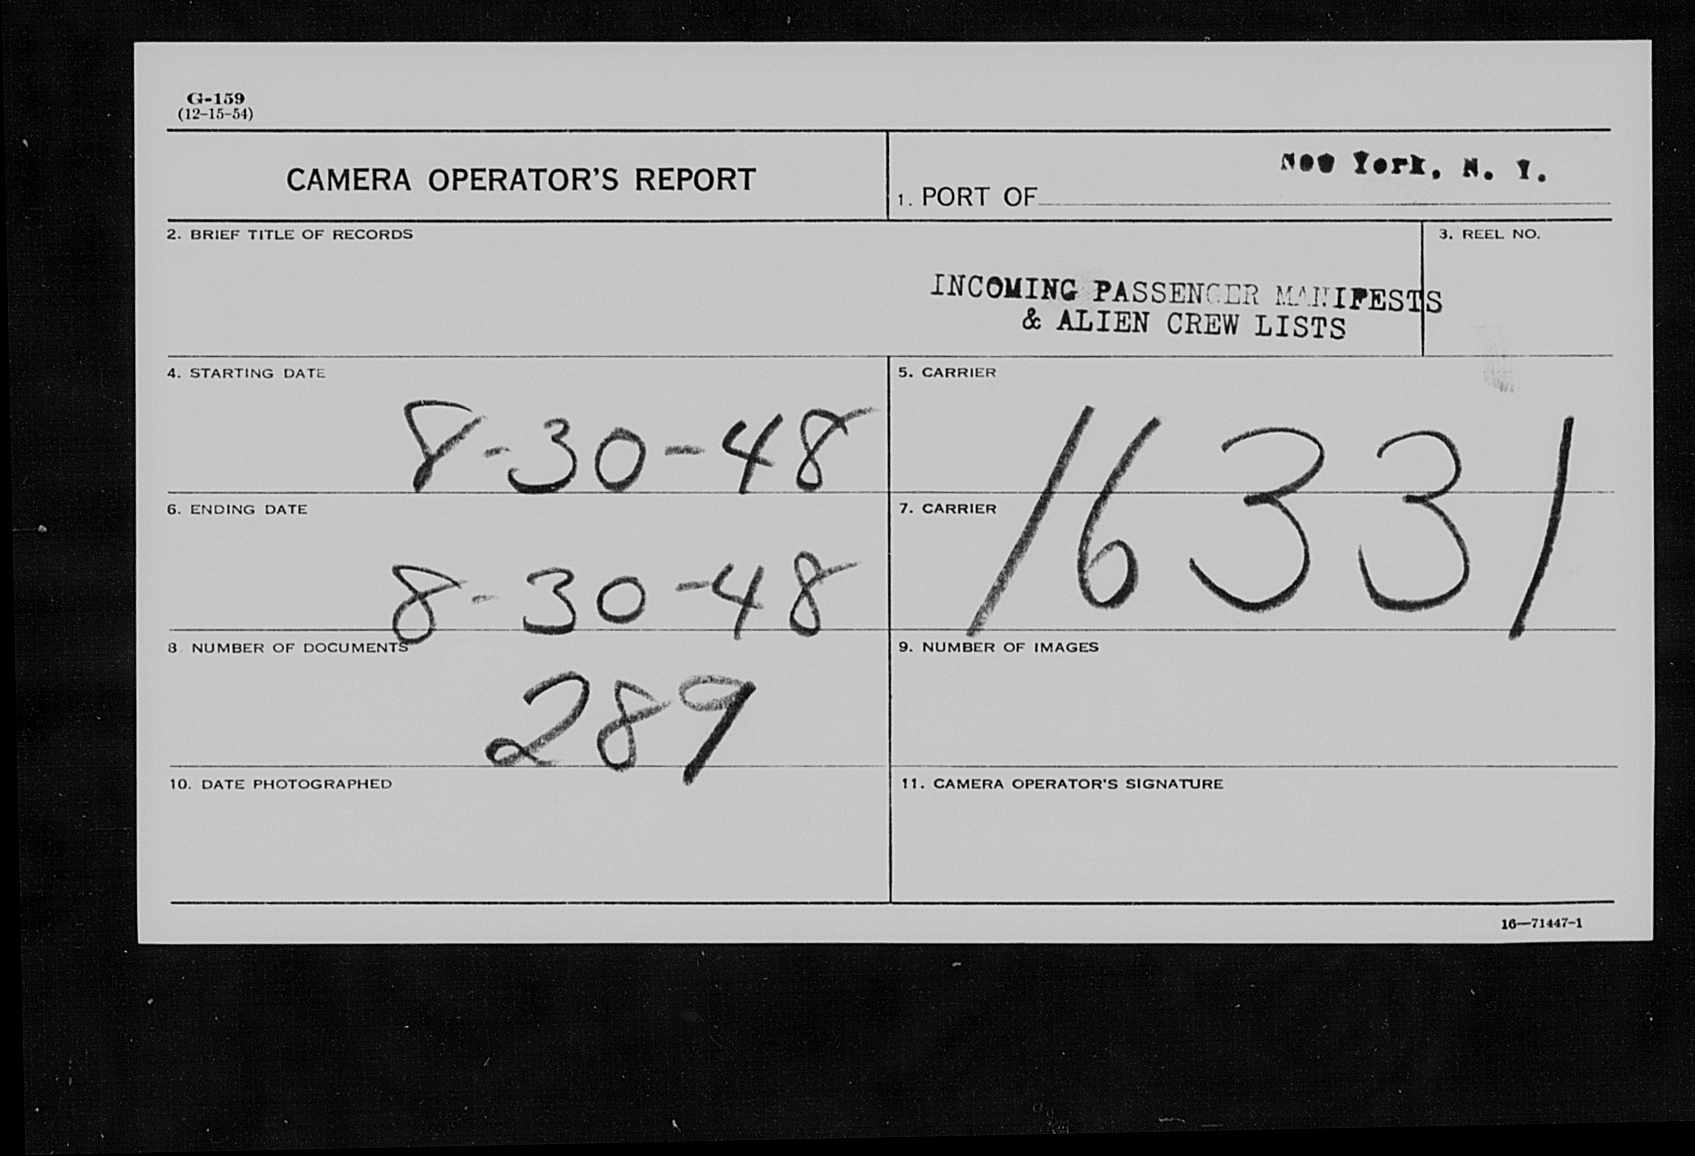 G-159
(12-15-54)
CAMERA OPERATOR'S REPORT
1. PORT OF New York, N. Y.
2. BRIEF TITLE OF RECORDS
3. REEL NO.
INCOMING PASSENGER MANIFESTS
& ALIEN CREW LISTS
4. STARTING DATE
8-30-48
5. CARRIER
16331
6. ENDING DATE
8-30-48
7. CARRIER
8 NUMBER OF DOCUMENTS
289
9. NUMBER OF IMAGES
10. DATE PHOTOGRAPHED
11. CAMERA OPERATOR'S SIGNATURE
16—71447-1